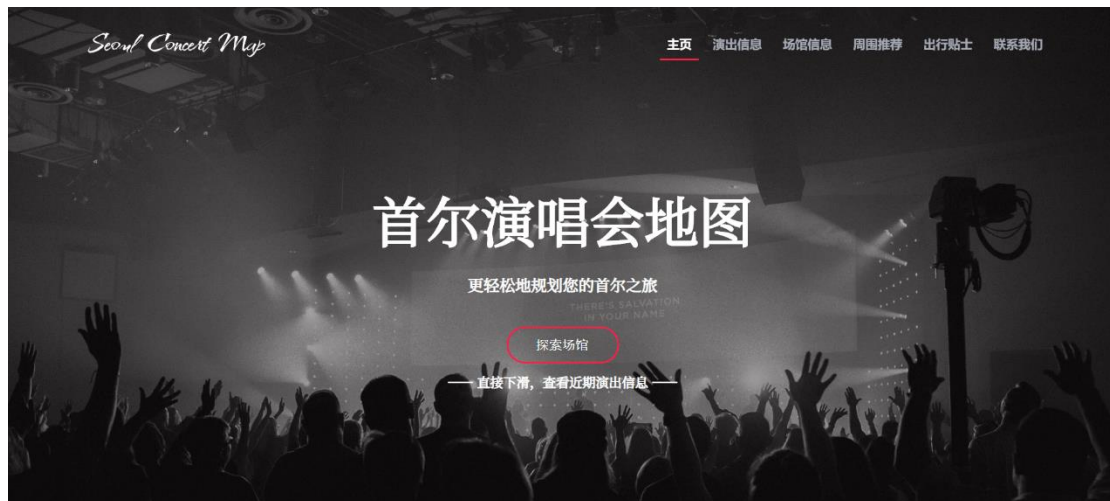 Seoul Concert Map
主页 演出信息 场馆信息 周围推荐 出行贴士 联系我们
首尔演唱会地图
更轻松地规划您的首尔之旅
THERE'S SALVATION
IN YOUR NAME
探索场馆
—— 直接下滑，查看近期演出信息 ——